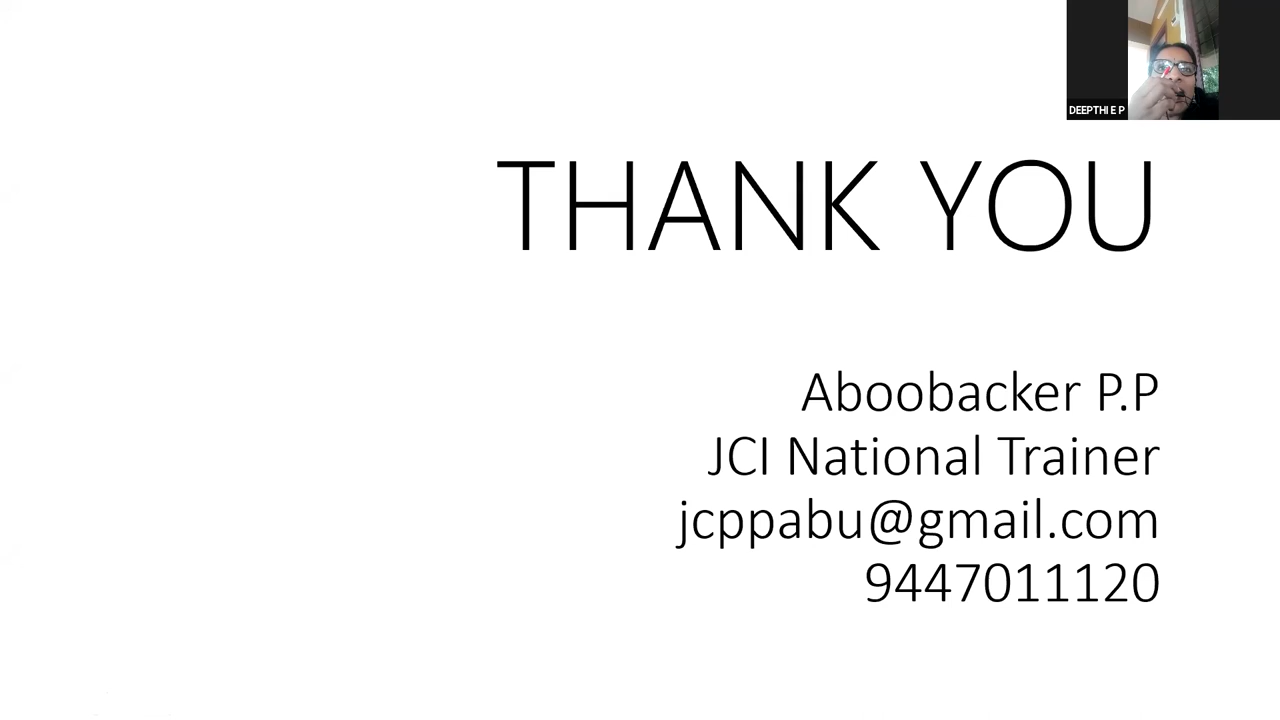 DEEPTHI E P
THANK YOU
Aboobacker P.P
JCI National Trainer
jcppabu@gmail.com
9447011120